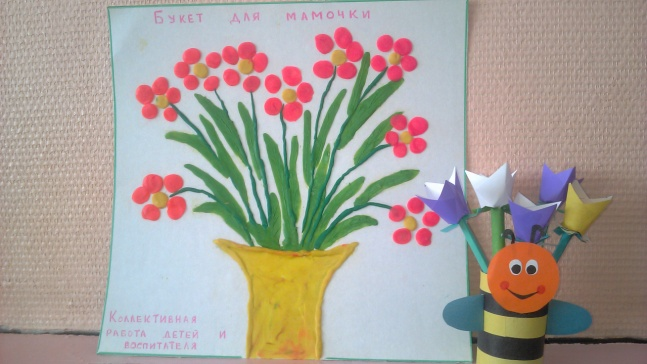 Букет для мамочки
Коллективная
работа детей и
воспитателя